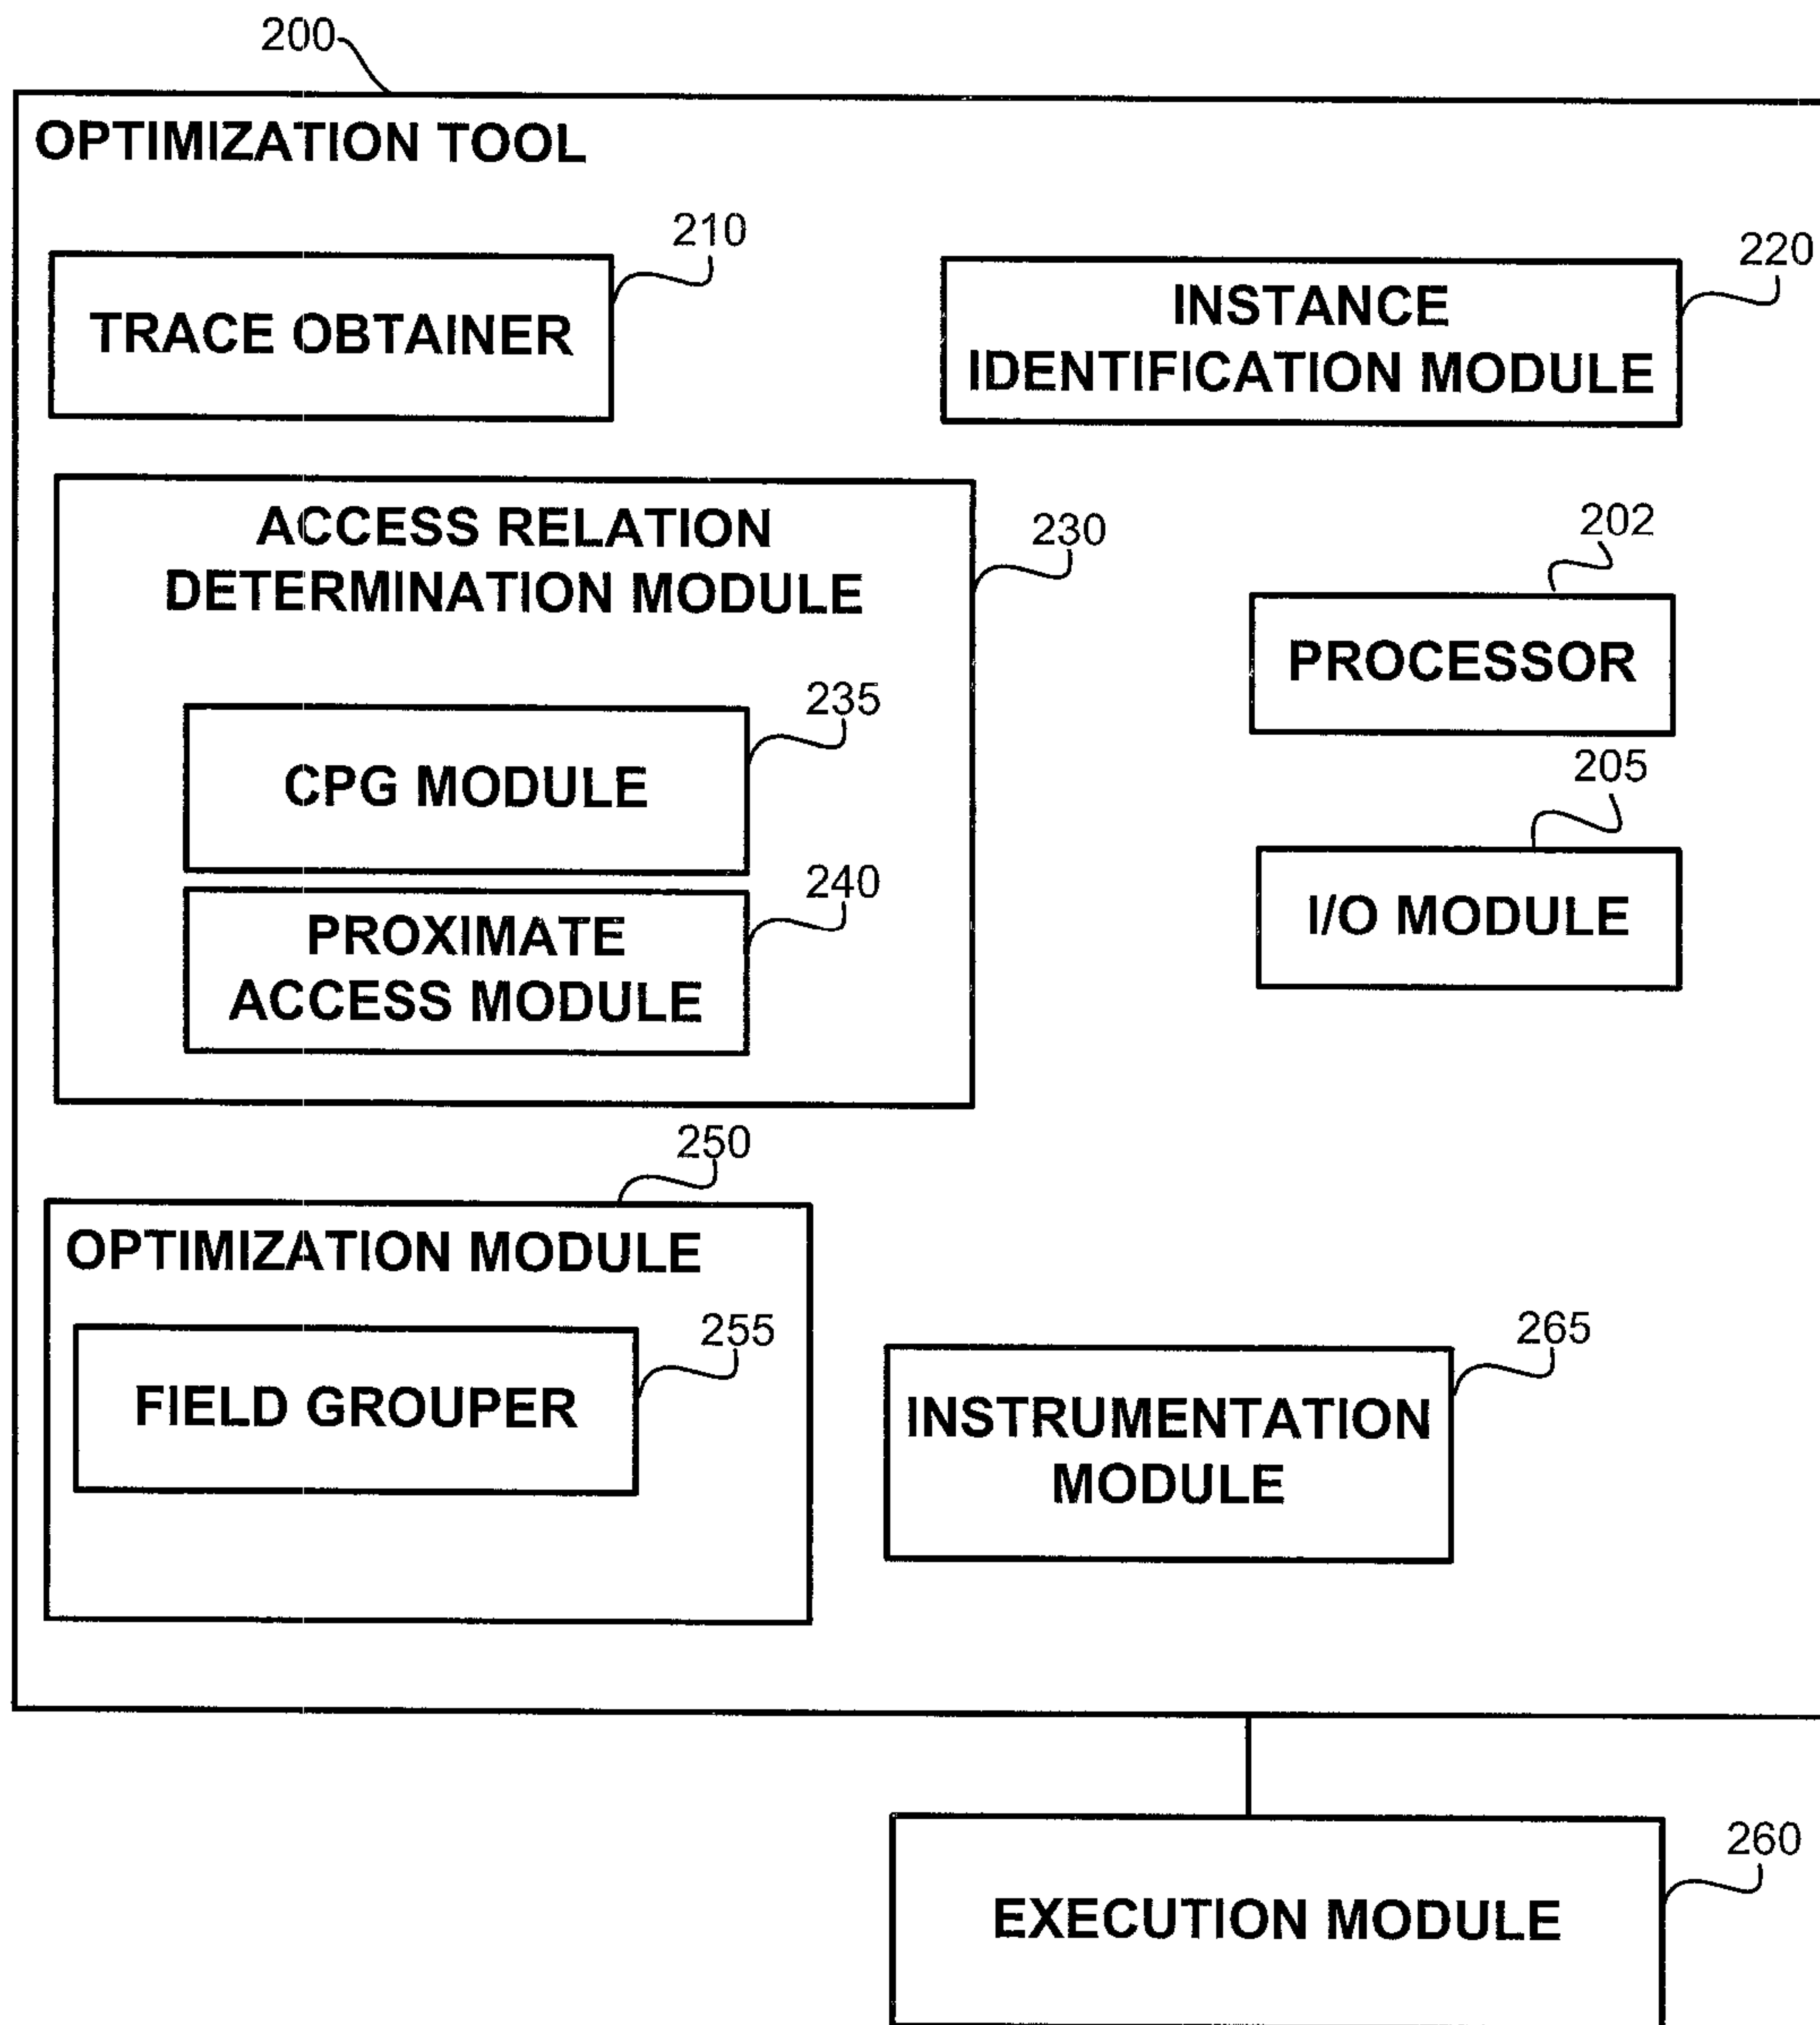 200
OPTIMIZATION TOOL
210
TRACE OBTAINER
220
INSTANCE
IDENTIFICATION MODULE
230
ACCESS RELATION
DETERMINATION MODULE
202
PROCESSOR
235
CPG MODULE
205
I/O MODULE
240
PROXIMATE
ACCESS MODULE
250
OPTIMIZATION MODULE
255
FIELD GROUPER
265
INSTRUMENTATION
MODULE
260
EXECUTION MODULE